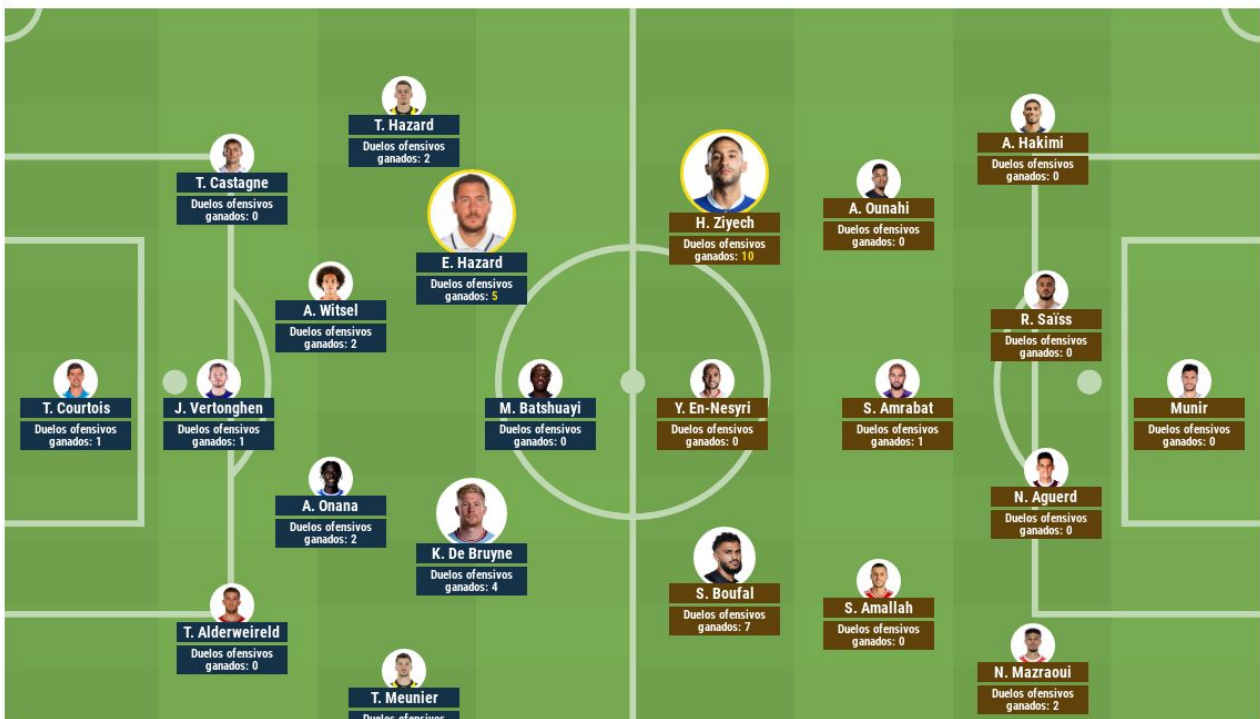 T. Hazard
Duelos ofensivos
ganados: 2
T. Castagne
Duelos ofensivos
ganados: 0
E. Hazard
Duelos ofensivos
ganados: 5
A. Witsel
Duelos ofensivos
ganados: 2
T. Courtois
Duelos ofensivos
ganados: 1
J. Vertonghen
Duelos ofensivos
ganados: 1
M. Batshuayi
Duelos ofensivos
ganados: 0
A. Onana
Duelos ofensivos
ganados: 2
K. De Bruyne
Duelos ofensivos
ganados: 4
T. Alderweireld
Duelos ofensivos
ganados: 0
T. Meunier
Duelos ofensivos
H. Ziyech
Duelos ofensivos
ganados: 10
A. Ounahi
Duelos ofensivos
ganados: 0
A. Hakimi
Duelos ofensivos
ganados: 0
R. Saïss
Duelos ofensivos
ganados: 0
Y. En-Nesyri
Duelos ofensivos
ganados: 0
S. Amrabat
Duelos ofensivos
ganados: 1
Munir
Duelos ofensivos
ganados: 0
N. Aguerd
Duelos ofensivos
ganados: 0
S. Boufal
Duelos ofensivos
ganados: 7
S. Amallah
Duelos ofensivos
ganados: 0
N. Mazraoui
Duelos ofensivos
ganados: 2